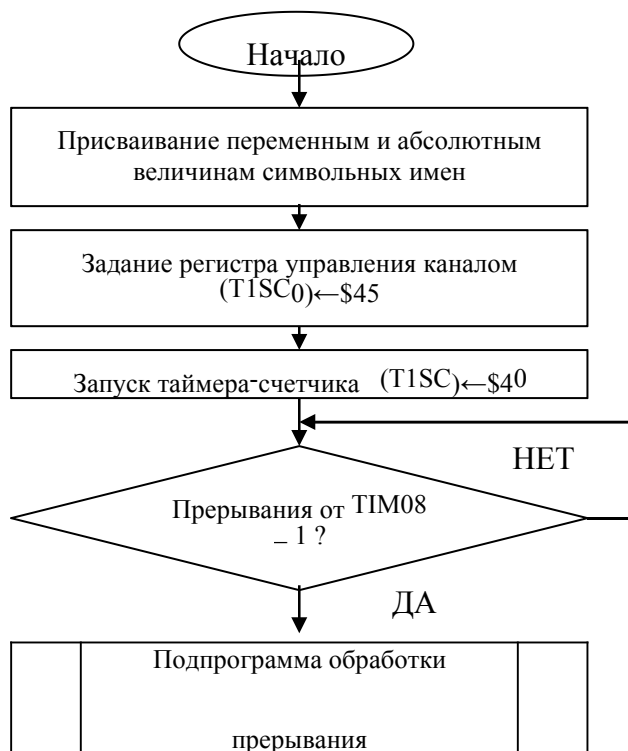 Начало
Присваивание переменным и абсолютным
величинам символьных имен
Задание регистра управления каналом
(T1SC0)←$45
Запуск таймера-счетчика (T1SC)←$40
НЕТ
Прерывания от TIM08
– 1 ?
ДА
Подпрограмма обработки
прерывания